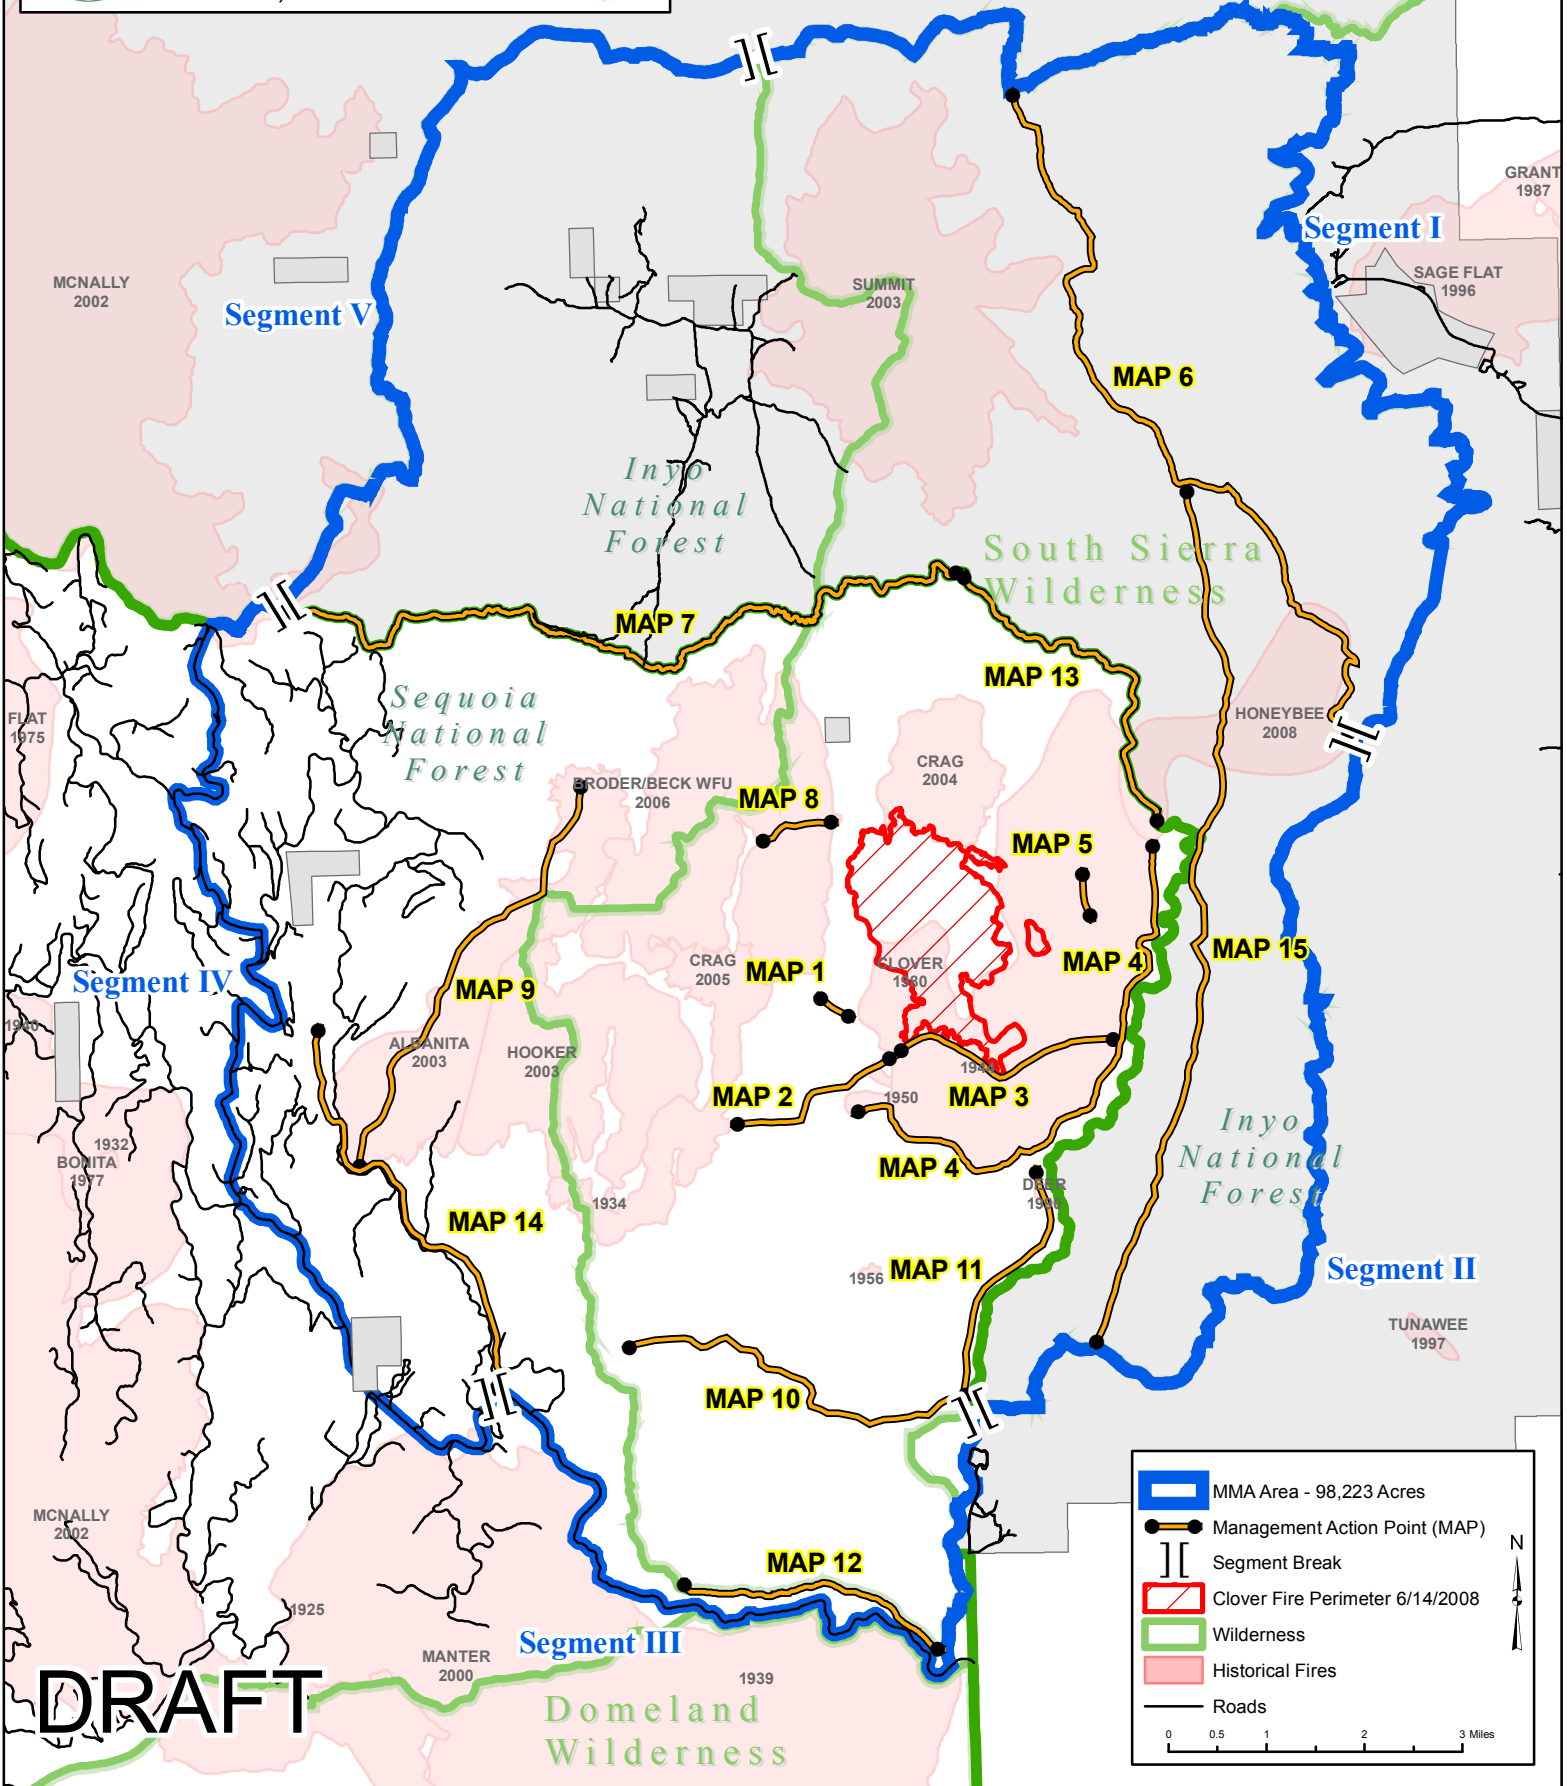 GRANT
1987
Segment I
SAGE FLAT
1996
MCNALLY
2002
SUMMIT
2003
Segment V
MAP 6
Inyo
National
Forest
South Sierra
Wilderness
MAP 7
MAP 13
Sequoia
National
Forest
FLAT
1975
HONEYBEE
2008
CRAG
2004
BRODER/BECK WFU
2006
MAP 8
MAP 5
MAP 15
MAP 4
CRAG
2005
MAP 1
CLOVER
1980
Segment IV
MAP 9
1940
ALBANITA
2003
HOOKER
2003
MAP 2
1950
MAP 3
Inyo
National
Forest
1932
BONITA
1977
MAP 4
DEER
1934
MAP 14
MAP 11
1956
Segment II
TUNAWEE
1997
MAP 10
MCNALLY
2002
MAP 12
1925
Segment III
MANTER
2000
1939
DRAFT
Domeland
Wilderness
MMA Area - 98,223 Acres
Management Action Point (MAP)
Segment Break
Clover Fire Perimeter 6/14/2008
Wilderness
Historical Fires
Roads
N
0 0.5 1 2 3 Miles